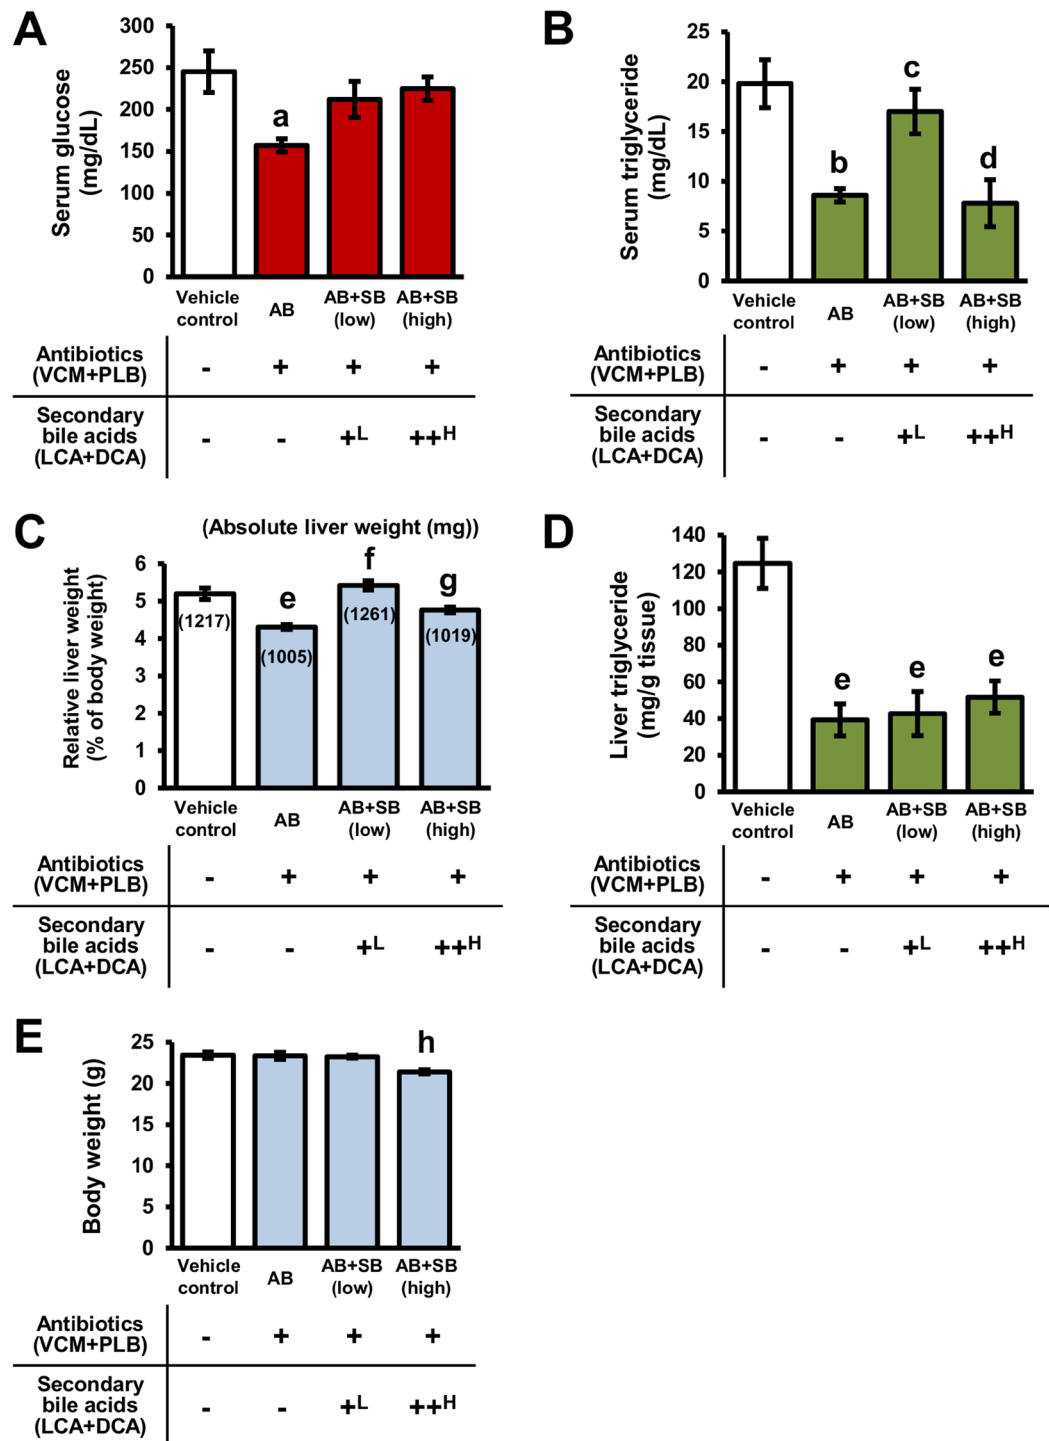 A
Serum glucose
(mg/dL)
300
250
200
150
100
50
0
a
Vehicle
control
AB
AB+SB
(low)
AB+SB
(high)
Antibiotics
(VCM+PLB)
- + + +
Secondary
bile acids
(LCA+DCA)
- - +L ++H
B
Serum triglyceride
(mg/dL)
25
20
15
10
5
0
b
c
d
Vehicle
control
AB
AB+SB
(low)
AB+SB
(high)
Antibiotics
(VCM+PLB)
- + + +
Secondary
bile acids
(LCA+DCA)
- - +L ++H
C
(Absolute liver weight (mg))
Relative liver weight
(% of body weight)
6
5
4
3
2
1
0
e
f
g
(1217)
(1005)
(1261)
(1019)
Vehicle
control
AB
AB+SB
(low)
AB+SB
(high)
Antibiotics
(VCM+PLB)
- + + +
Secondary
bile acids
(LCA+DCA)
- - +L ++H
D
Liver triglyceride
(mg/g tissue)
140
120
100
80
60
40
20
0
e
e
e
Vehicle
control
AB
AB+SB
(low)
AB+SB
(high)
Antibiotics
(VCM+PLB)
- + + +
Secondary
bile acids
(LCA+DCA)
- - +L ++H
E
Body weight (g)
25
20
15
10
5
0
h
Vehicle
control
AB
AB+SB
(low)
AB+SB
(high)
Antibiotics
(VCM+PLB)
- + + +
Secondary
bile acids
(LCA+DCA)
- - +L ++H